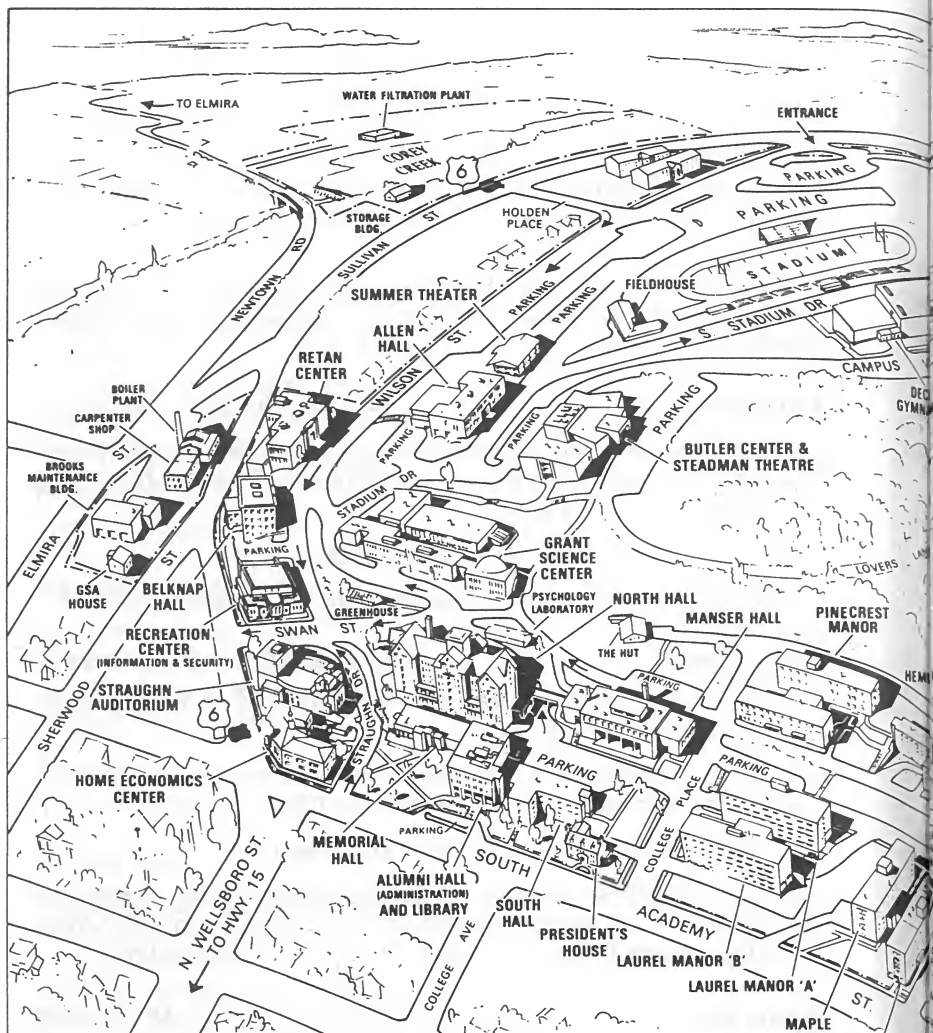 TO ELMIRA
WATER FILTRATION PLANT
ENTRANCE
COREY
CREEK
6
PARKING
STORAGE
BLDG.
HOLDEN
PLACE
PARKING
NEWTOWN RD
SULLIVAN ST
STADIUM
SUMMER THEATER
PARKING
PARKING
FIELDHOUSE
S STADIUM DR
ALLEN
HALL
WILSON ST.
RETAN
CENTER
CAMPUS
BOILER
PLANT
CARPENTER
SHOP
PARKING
PARKING
PARKING
BROOKS
MAINTENANCE
BLDG.
BUTLER CENTER &
STEADMAN THEATRE
STADIUM DR
ELMIRA ST
GSA
HOUSE
PARKING
GRANT
SCIENCE
CENTER
LOVERS
BELKNAP
HALL
GREENHOUSE
PSYCHOLOGY
LABORATORY
NORTH HALL
MANSER HALL
PINECREST
MANOR
RECREATION
CENTER
(INFORMATION & SECURITY)
SWAN ST.
THE HUT
STRAUGHN
AUDITORIUM
PARKING
SHERWOOD ST
6
STRAUGHN DR
HOME ECONOMICS
CENTER
PARKING
COLLEGE PLACE
PARKING
MEMORIAL
HALL
PARKING
SOUTH ACADEMY ST
ALUMNI HALL
(ADMINISTRATION)
AND LIBRARY
SOUTH
HALL
PRESIDENT'S
HOUSE
N. WELLSBORO ST.
TO HWY. 15
COLLEGE AVE
LAUREL MANOR 'B'
LAUREL MANOR 'A'
MAPLE